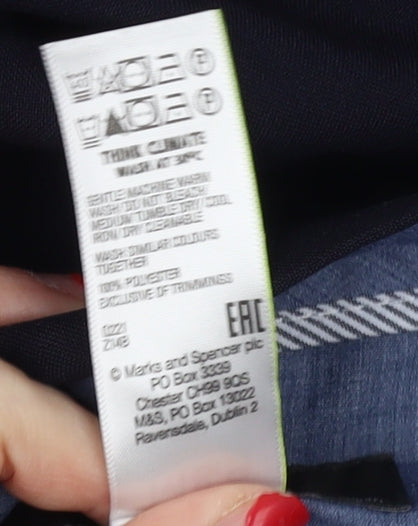 THINK CLIMATE
WASH AT 30°C
GENTLE MACHINE WARM
WASH/ DO NOT BLEACH/
MEDIUM TUMBLE DRY/ COOL
IRON/ DRY CLEANABLE
WASH SIMILAR COLOURS
TOGETHER
100% POLYESTER
EXCLUSIVE OF TRIMMINGS
EAC
0221
Z14B
© Marks and Spencer plc
PO Box 3339
Chester CH99 9QS
M&S, PO Box 13022
Ravensdale, Dublin 2